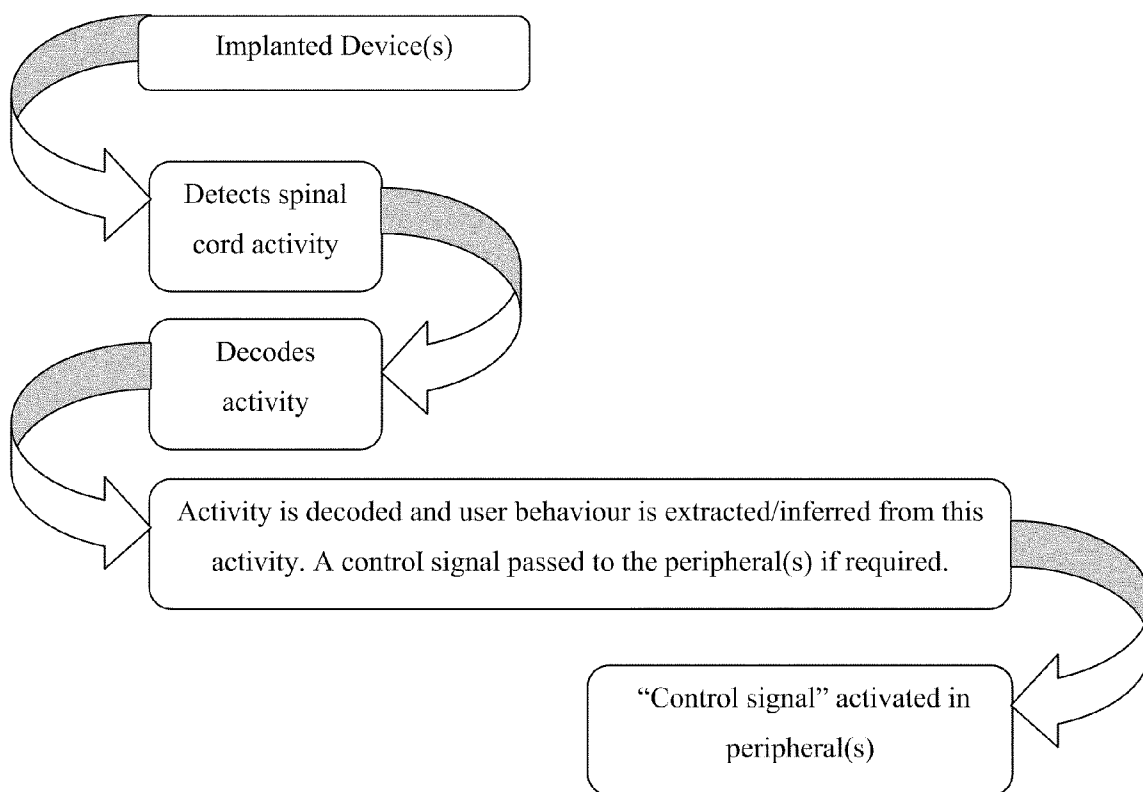 Implanted Device(s)
Detects spinal
cord activity
Decodes
activity
Activity is decoded and user behaviour is extracted/inferred from this
activity. A control signal passed to the peripheral(s) if required.
“Control signal” activated in
peripheral(s)